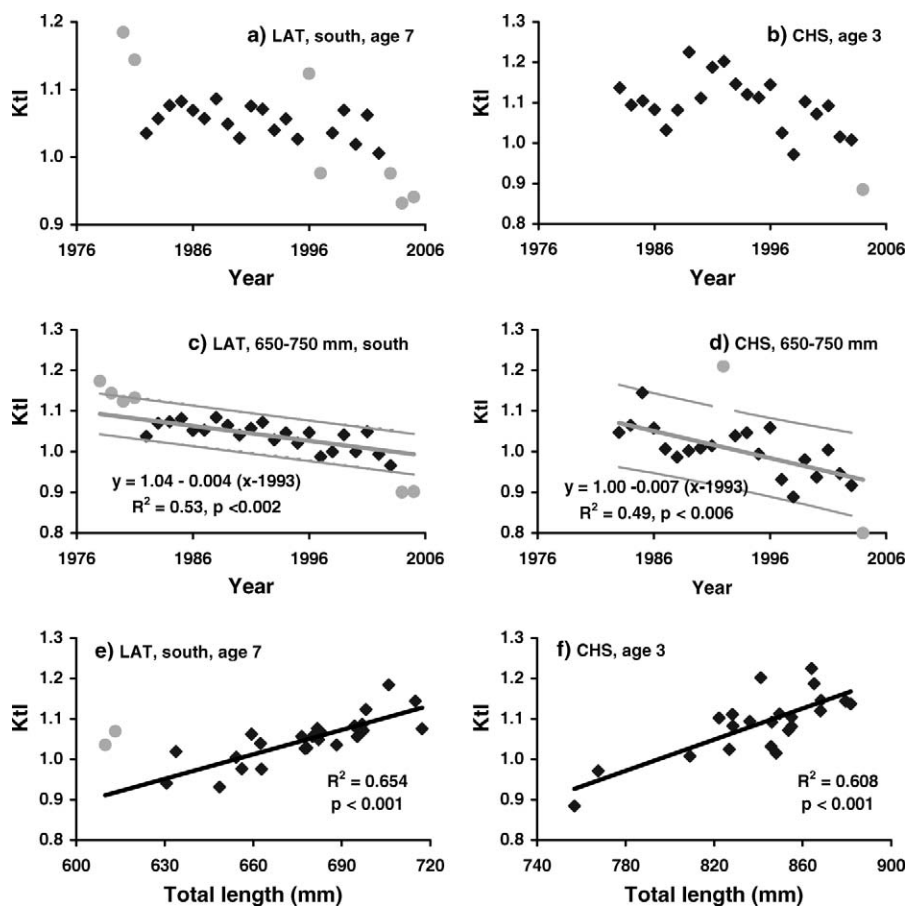 a) LAT, south, age 7
Ktl
1.2
1.1
1.0
0.9
1976
1986
1996
2006
Year
b) CHS, age 3
Ktl
1.3
1.2
1.1
1.0
0.9
0.8
1976
1986
1996
2006
Year
c) LAT, 650-750 mm, south
Ktl
1.3
1.2
1.1
1.0
0.9
0.8
y = 1.04 - 0.004 (x-1993)
R² = 0.53, p <0.002
1976
1986
1996
2006
Year
d) CHS, 650-750 mm
Ktl
1.3
1.2
1.1
1.0
0.9
0.8
y = 1.00 -0.007 (x-1993)
R² = 0.49, p < 0.006
1976
1986
1996
2006
Year
e) LAT, south, age 7
Ktl
1.3
1.2
1.1
1.0
0.9
0.8
R² = 0.654
p < 0.001
600
630
660
690
720
Total length (mm)
f) CHS, age 3
Ktl
1.3
1.2
1.1
1.0
0.9
0.8
R² = 0.608
p < 0.001
740
780
820
860
900
Total length (mm)